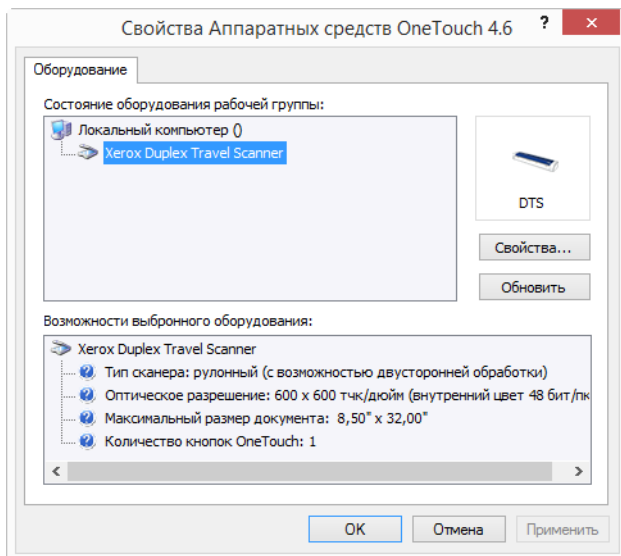 Свойства Аппаратных средств OneTouch 4.6
?
Оборудование
Состояние оборудования рабочей группы:
Локальный компьютер ()
Xerox Duplex Travel Scanner
DTS
Свойства...
Обновить
Возможности выбронного оборудования:
Xerox Duplex Travel Scanner
Тип сканера: рулонный (с возможностью двусторонней обработки)
Оптическое разрешение: 600 x 600 тчк/дюйм (внутренний цвет 48 бит/пк
Максимальный размер документа: 8,50" x 32,00"
Количество кнопок OneTouch: 1
OK
Отмена
Применить